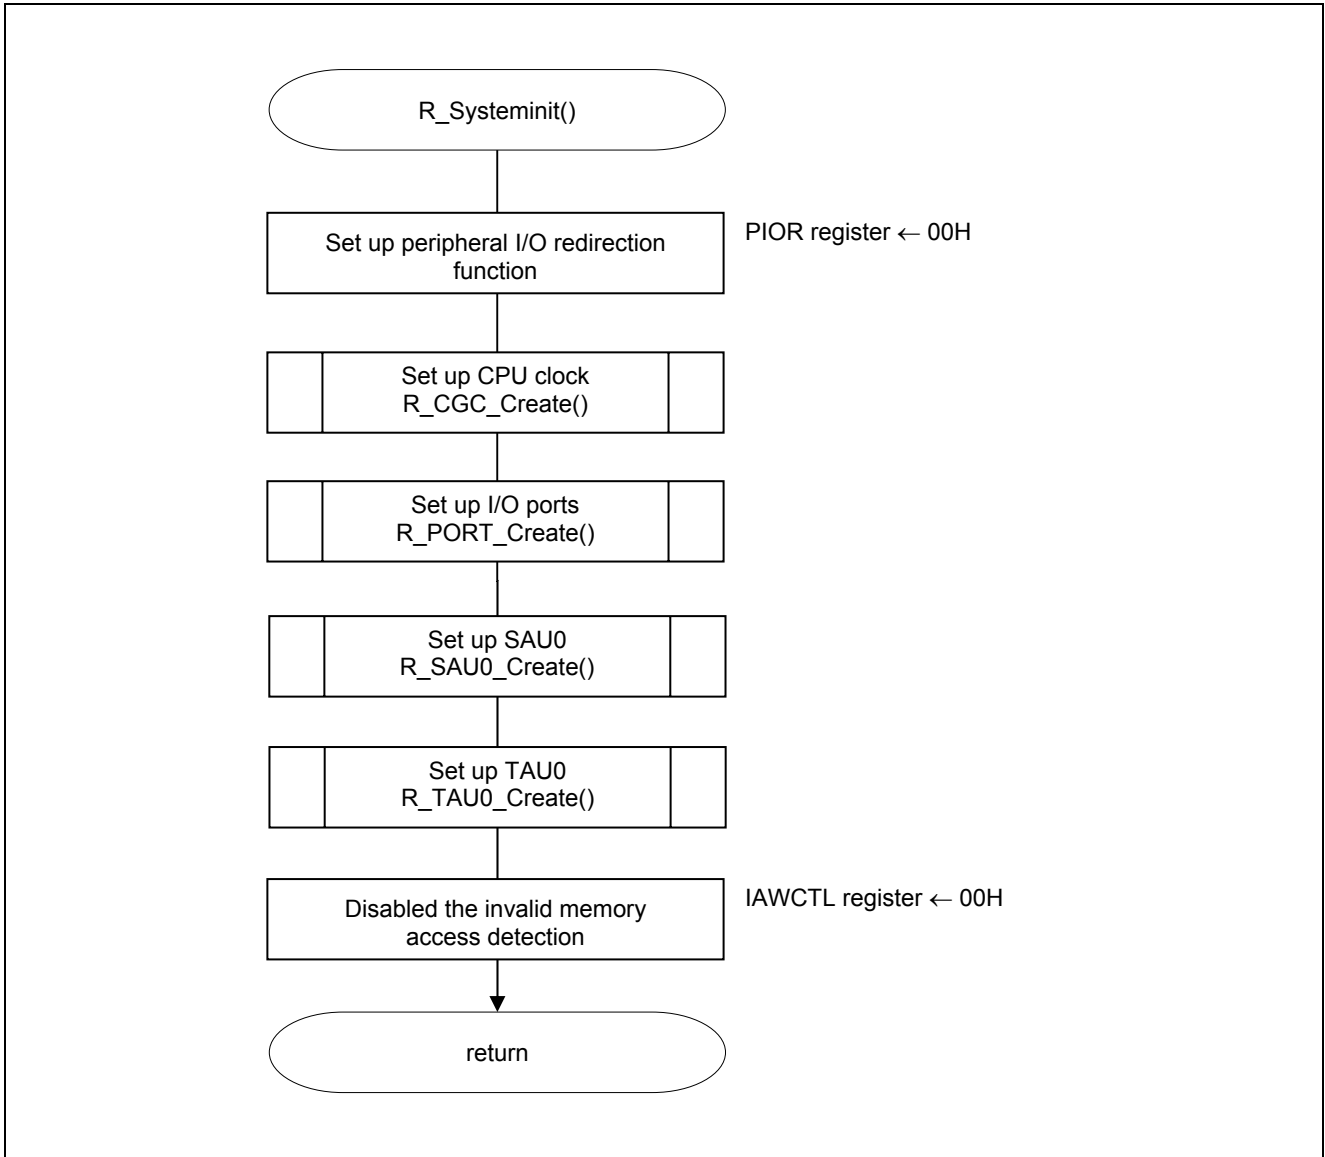 R_Systeminit()
Set up peripheral I/O redirection
function
PIOR register ← 00H
Set up CPU clock
R_CGC_Create()
Set up I/O ports
R_PORT_Create()
Set up SAU0
R_SAU0_Create()
Set up TAU0
R_TAU0_Create()
Disabled the invalid memory
access detection
IAWCTL register ← 00H
return